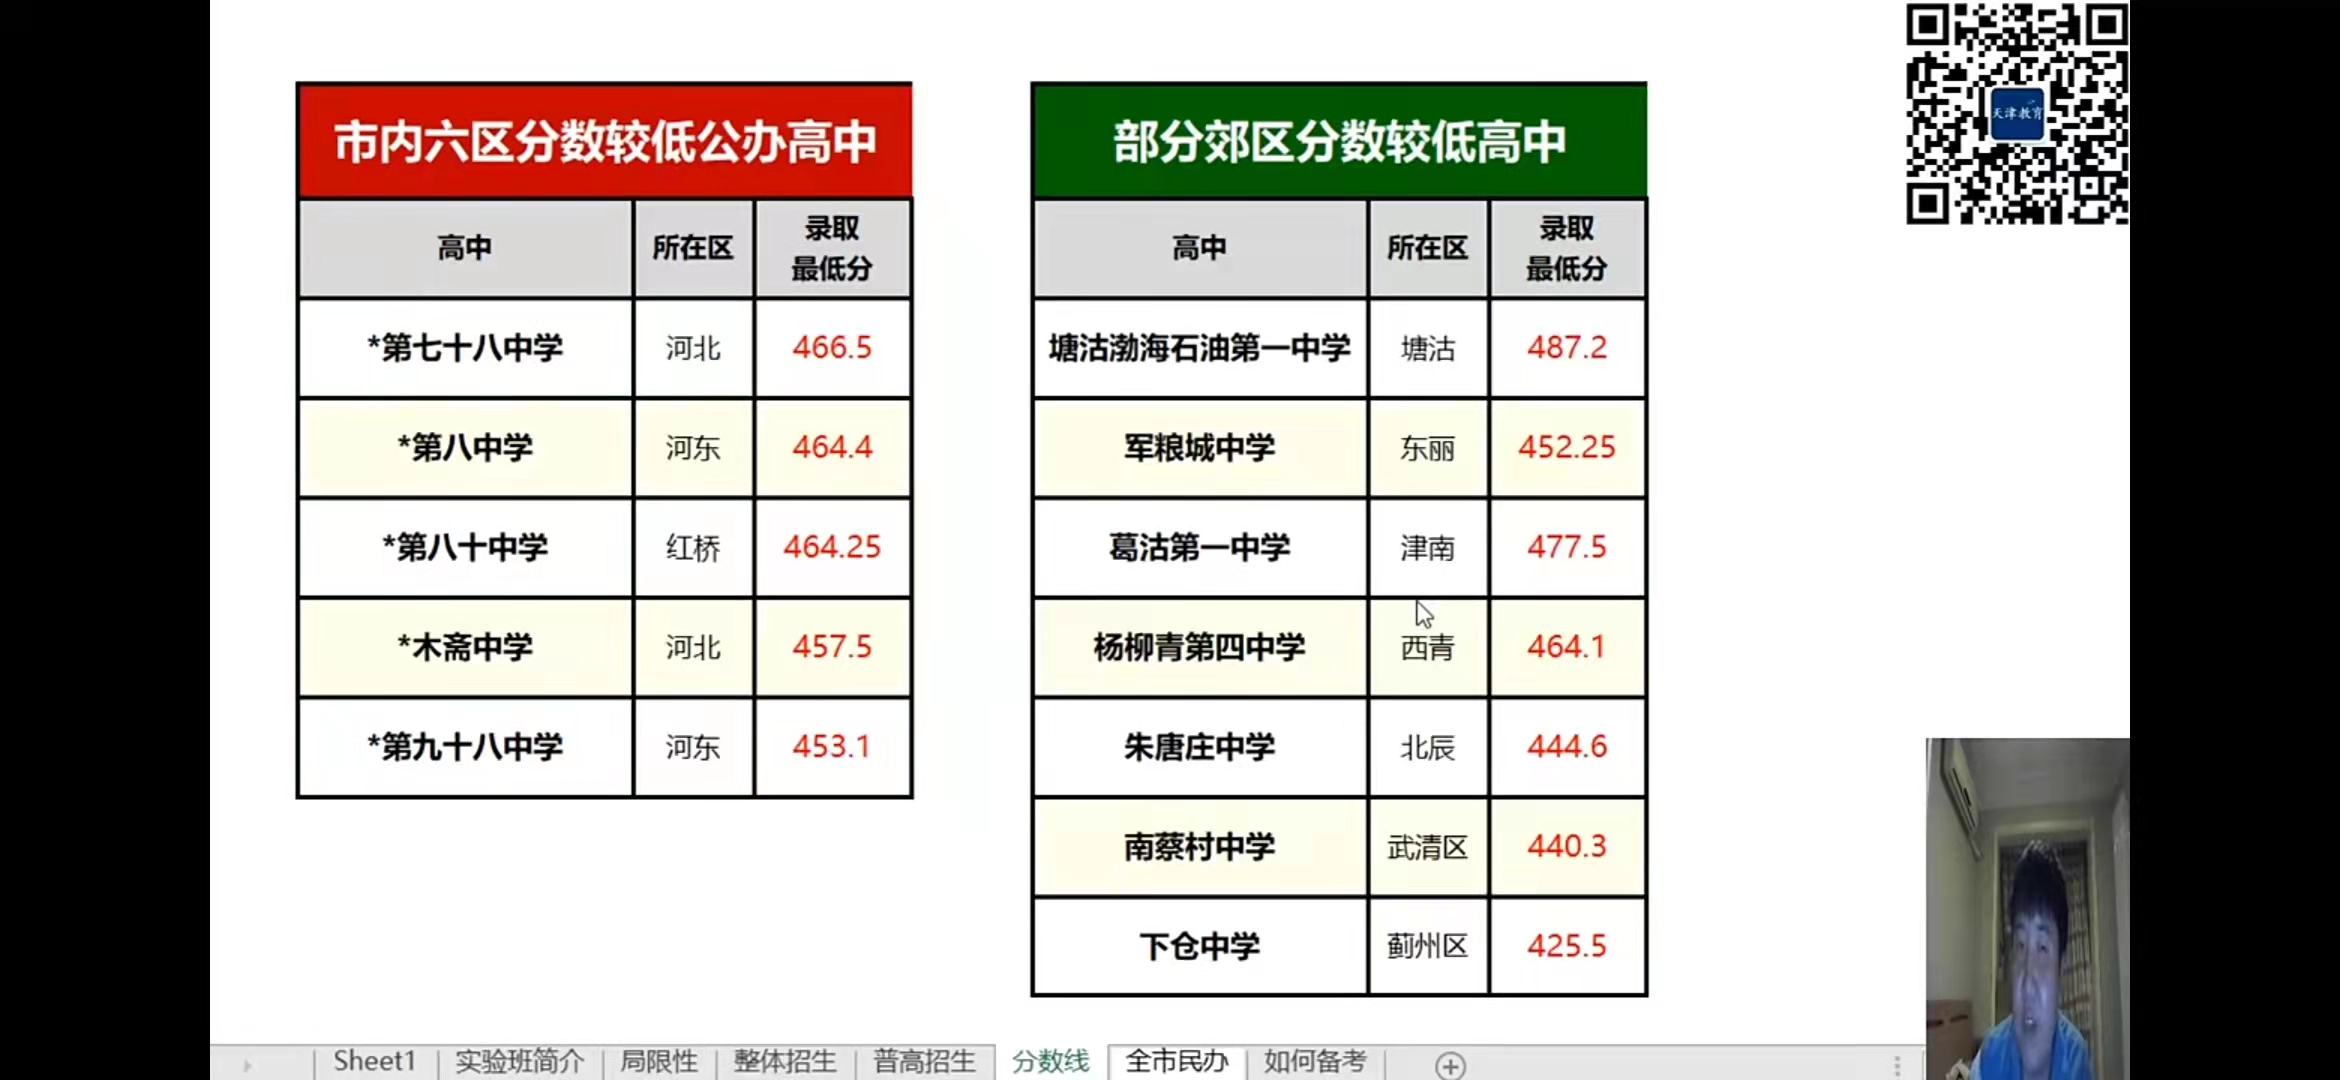 天津教育
市内六区分数较低公办高中
高中 所在区 录取最低分
*第七十八中学 河北 466.5
*第八中学 河东 464.4
*第八十中学 红桥 464.25
*木斋中学 河北 457.5
*第九十八中学 河东 453.1
部分郊区分数较低高中
高中 所在区 录取最低分
塘沽渤海石油第一中学 塘沽 487.2
军粮城中学 东丽 452.25
葛沽第一中学 津南 477.5
杨柳青第四中学 西青 464.1
朱唐庄中学 北辰 444.6
南蔡村中学 武清区 440.3
下仓中学 蓟州区 425.5
Sheet1 实验班简介 局限性 整体招生 普高招生 分数线 全市民办 如何备考